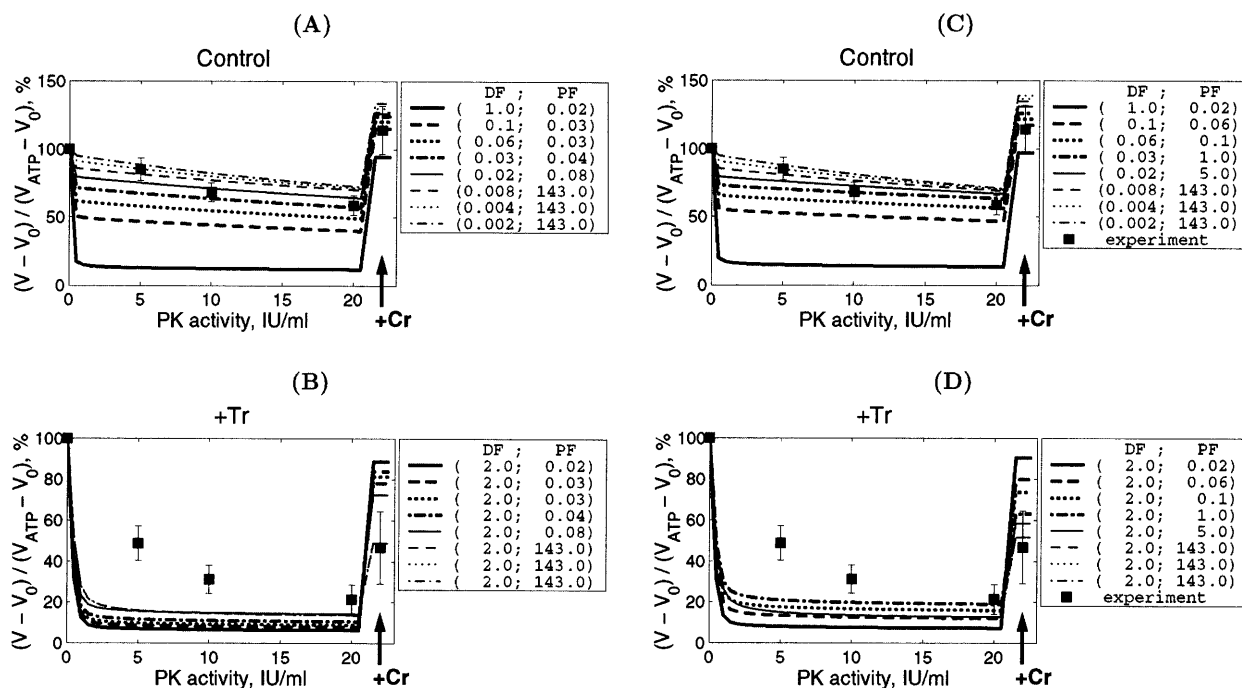 (A)
Control
(V – V0) / (VATP – V0), %
150
100
50
0
0 5 10 15 20
PK activity, IU/ml
+Cr
DF ; PF
( 1.0; 0.02)
( 0.1; 0.03)
( 0.06; 0.03)
( 0.03; 0.04)
( 0.02; 0.08)
(0.008; 143.0)
(0.004; 143.0)
(0.002; 143.0)
(C)
Control
(V – V0) / (VATP – V0), %
150
100
50
0
0 5 10 15 20
PK activity, IU/ml
+Cr
DF ; PF
( 1.0; 0.02)
( 0.1; 0.06)
( 0.06; 0.1)
( 0.03; 1.0)
( 0.02; 5.0)
(0.008; 143.0)
(0.004; 143.0)
(0.002; 143.0)
experiment
(B)
+Tr
(V – V0) / (VATP – V0), %
100
80
60
40
20
0
0 5 10 15 20
PK activity, IU/ml
+Cr
DF ; PF
( 2.0; 0.02)
( 2.0; 0.03)
( 2.0; 0.03)
( 2.0; 0.04)
( 2.0; 0.08)
( 2.0; 143.0)
( 2.0; 143.0)
( 2.0; 143.0)
(D)
+Tr
(V – V0) / (VATP – V0), %
100
80
60
40
20
0
0 5 10 15 20
PK activity, IU/ml
+Cr
DF ; PF
( 2.0; 0.02)
( 2.0; 0.06)
( 2.0; 0.1)
( 2.0; 1.0)
( 2.0; 5.0)
( 2.0; 143.0)
( 2.0; 143.0)
( 2.0; 143.0)
experiment